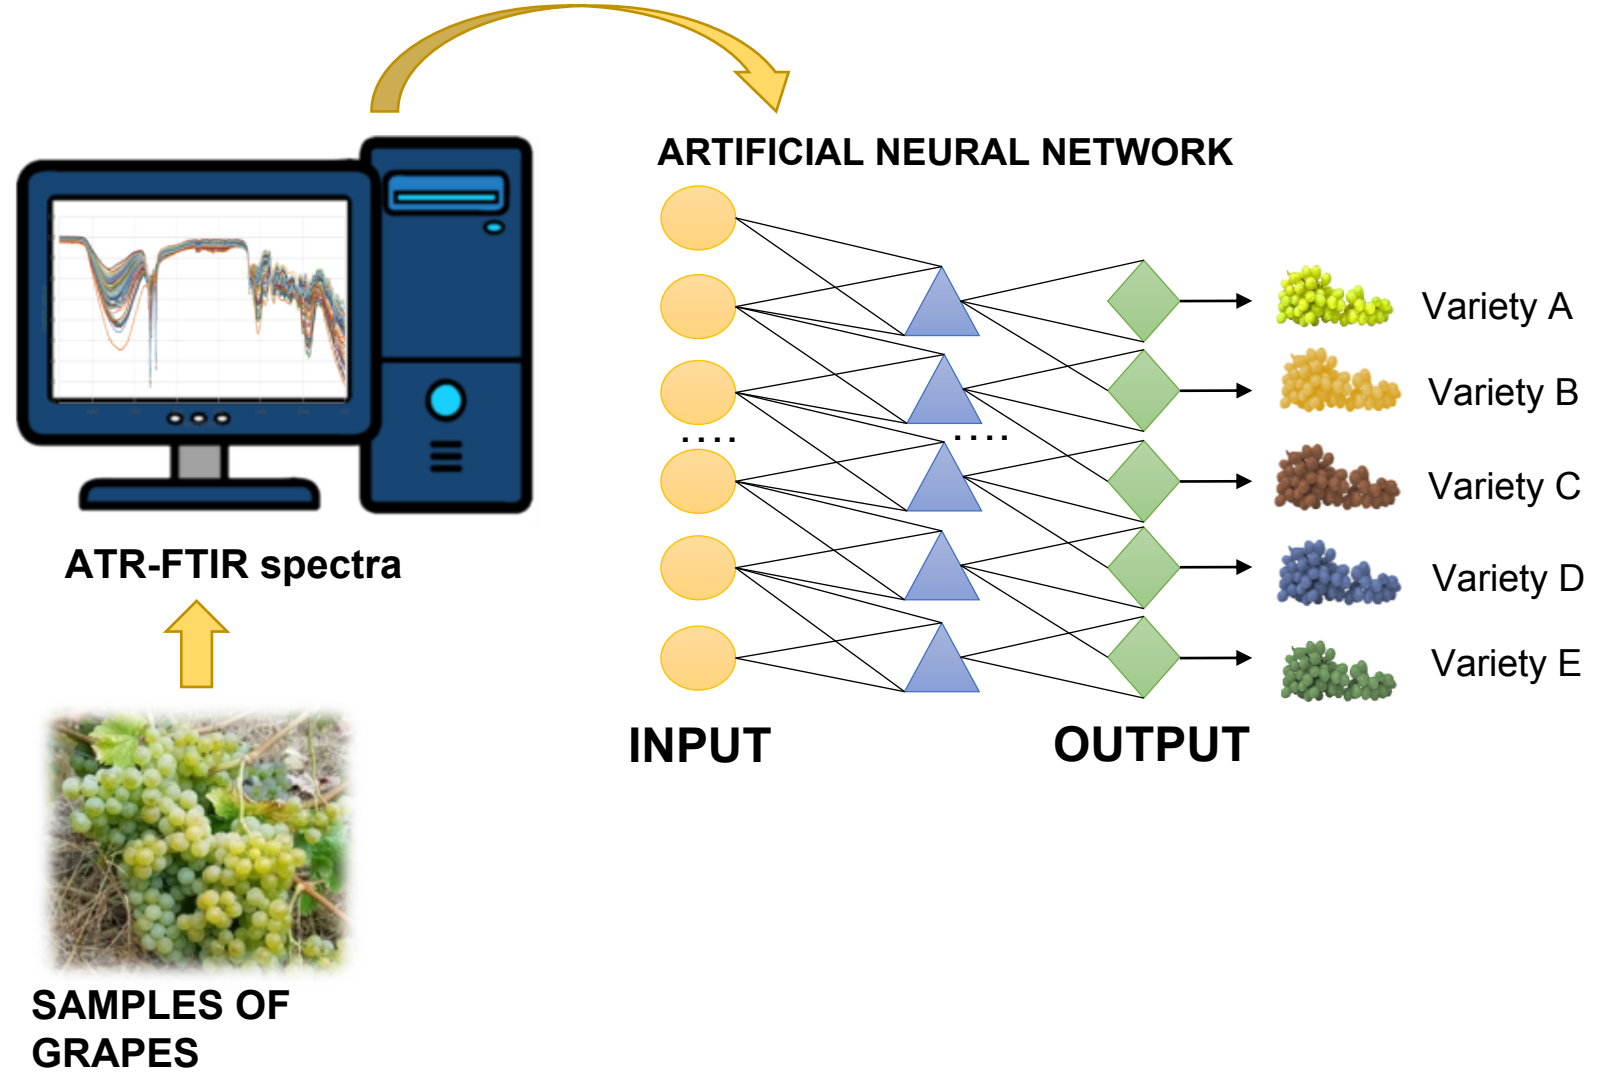 ARTIFICIAL NEURAL NETWORK
ATR-FTIR spectra
SAMPLES OF
GRAPES
....
....
INPUT
OUTPUT
Variety A
Variety B
Variety C
Variety D
Variety E